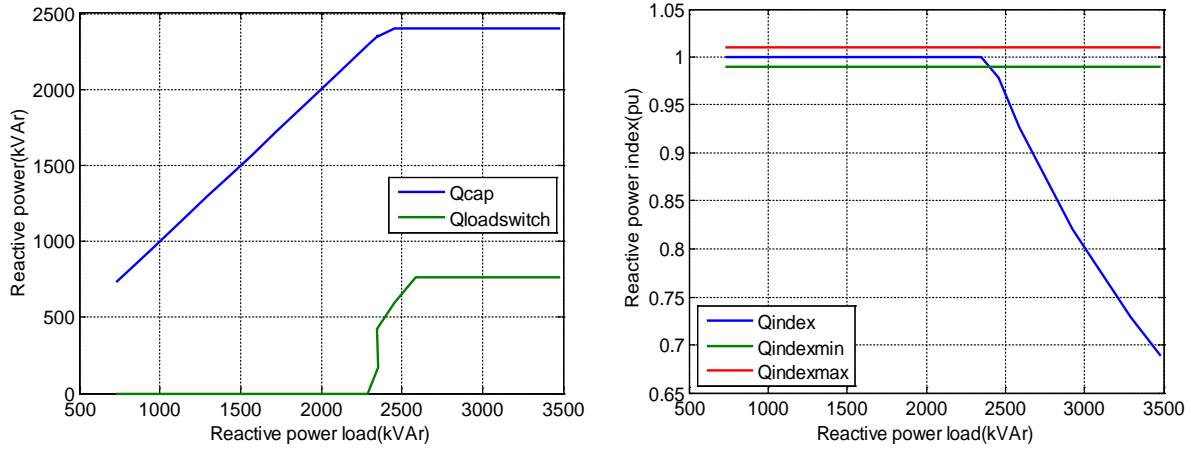 2500
2000
1500
1000
500
0
Reactive power(kVAr)
Qcap
Qloadswitch
500 1000 1500 2000 2500 3000 3500
Reactive power load(kVAr)
1.05
1
0.95
0.9
0.85
0.8
0.75
0.7
0.65
Reactive power index(pu)
Qindex
Qindexmin
Qindexmax
500 1000 1500 2000 2500 3000 3500
Reactive power load(kVAr)